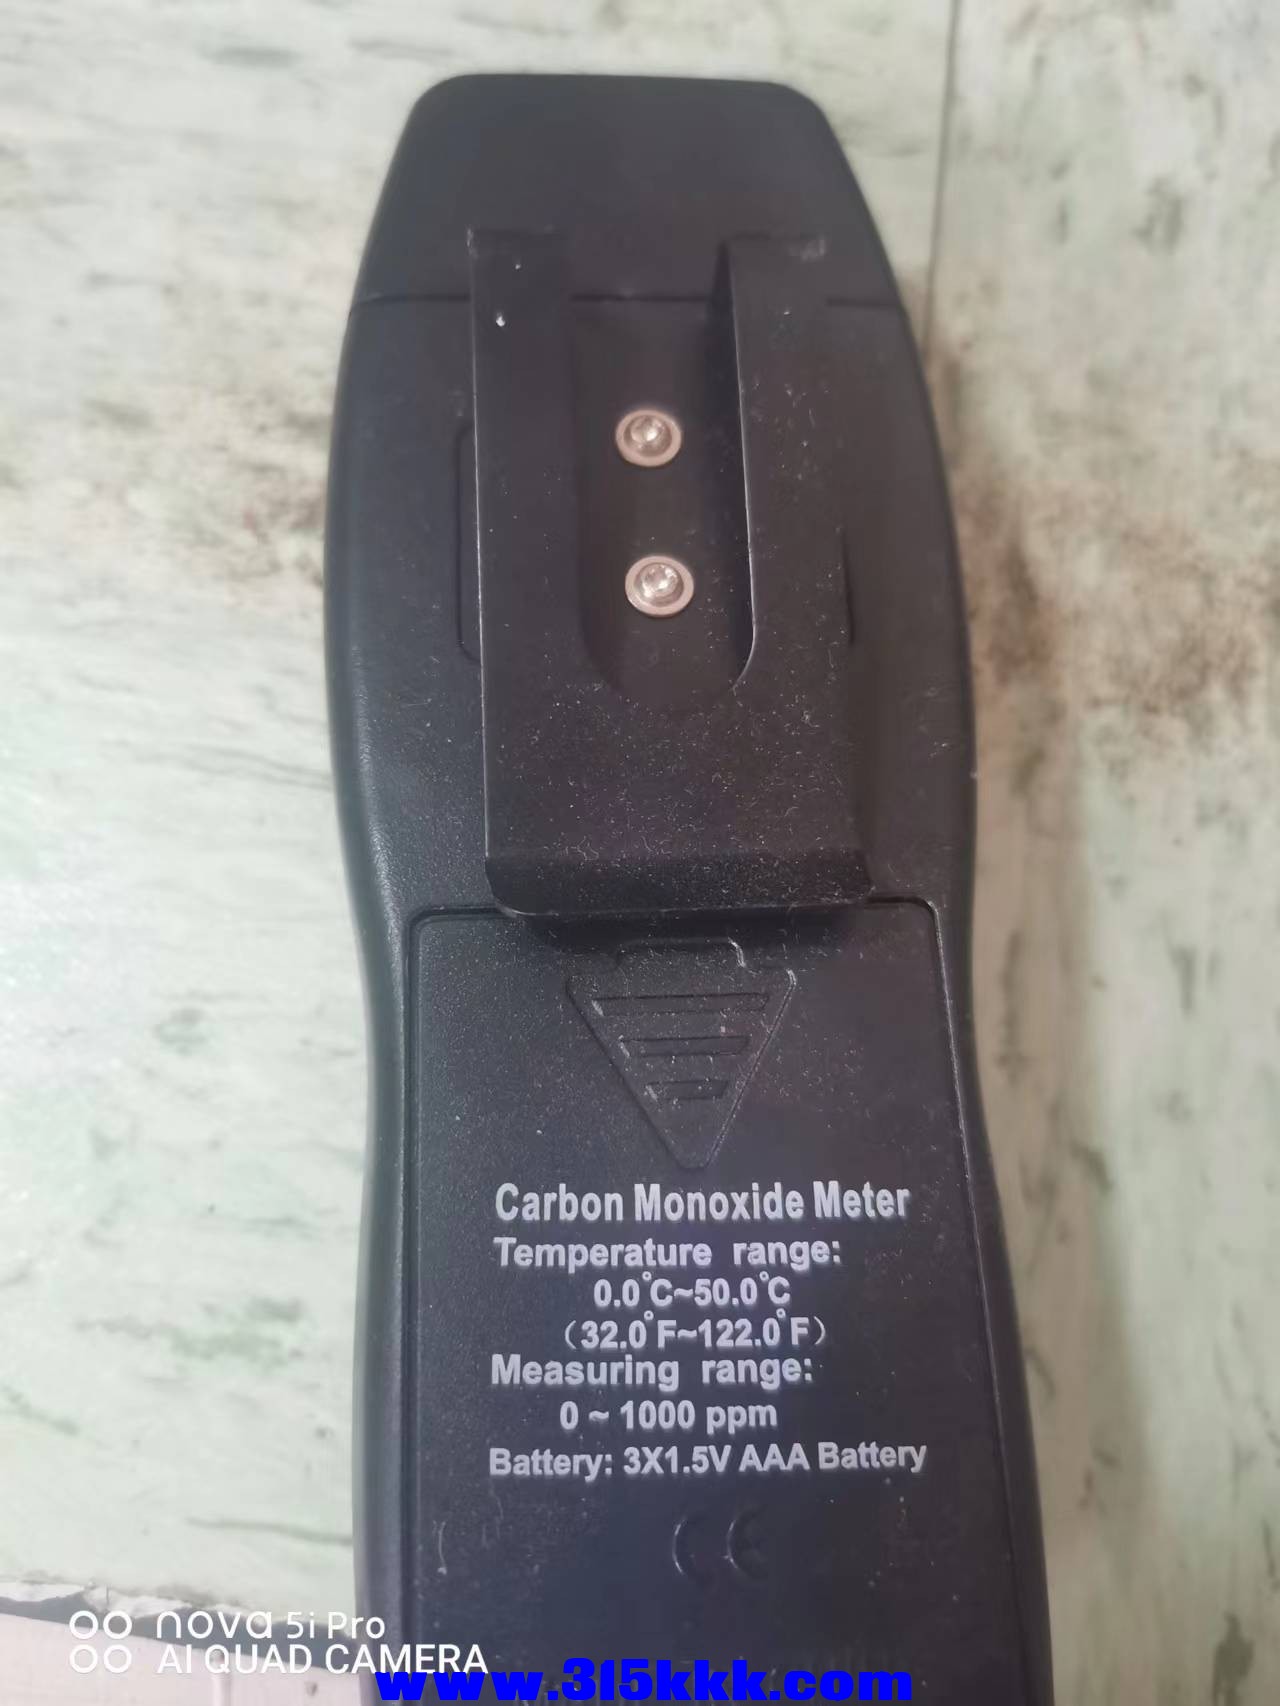 Carbon Monoxide Meter
Temperature range:
0.0°C~50.0°C
(32.0°F~122.0°F)
Measuring range:
0 ~ 1000 ppm
Battery: 3X1.5V AAA Battery
CE
nova 5i Pro
AI QUAD CAMERA
www.315kkk.com